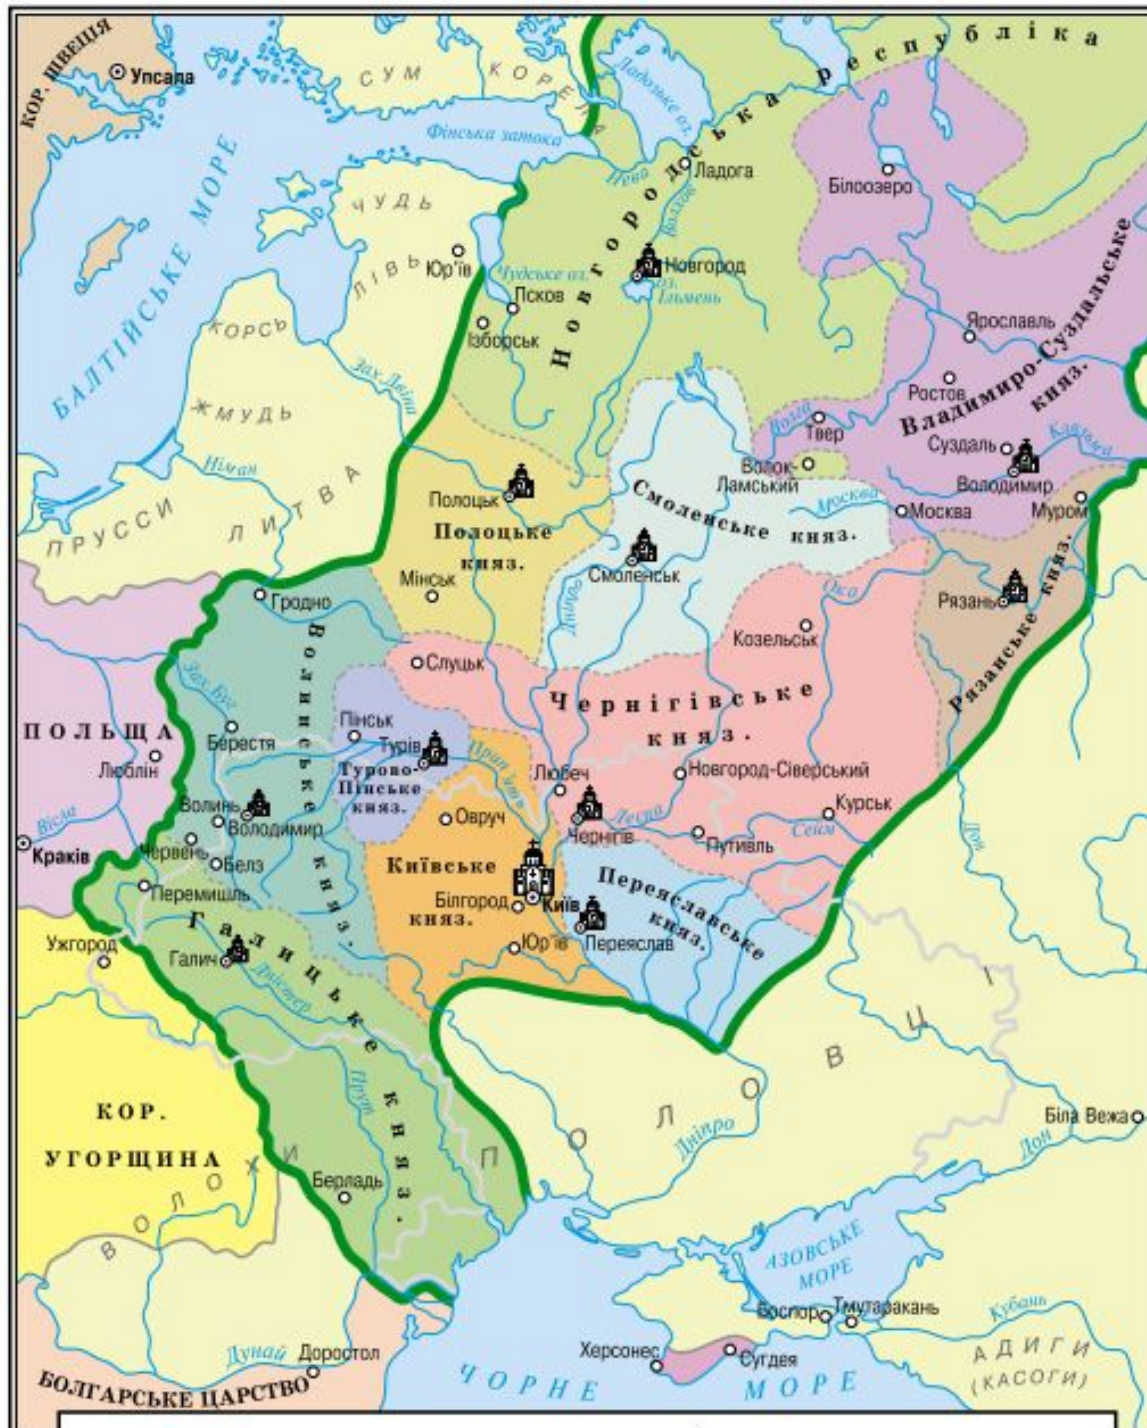 КОР. ШВЕЦІЯ
Упсала
СУМ
КОРЕЛА
Ладозьке оз.
Новгородська республіка
Фінська затока
Нева
Ладога
Білоозеро
БАЛТІЙСЬКЕ МОРЕ
ЧУДЬ
Волхов
Юр'їв
ЛІВЬ
Чудське оз.
Новгород
оз.
Ільмень
Псков
Ізборськ
КОРСЬ
Ярославль
Зах. Двіна
Ростов
Владимиро-Суздальське
княз.
ЖМУДЬ
Волга
Твер
Суздаль
Клязьма
Німан
Волок-
Ламський
Володимир
Полоцьк
Смоленське княз.
Москва
Москва
Муром
ПРУССИ
ЛИТВА
Полоцьке
княз.
Смоленськ
Мінськ
Дніпро
Ока
Рязань
Рязанське княз.
Гродно
Козельськ
Волинське княз.
Слуцьк
Чернігівське
княз.
Зах. Буг
ПОЛЬЩА
Берестя
Пінськ
Турів
Прип'ять
Люблін
Турово-
Пінське
княз.
Любеч
Новгород-Сіверський
Волинь
Володимир
Овруч
Десна
Курськ
Вісла
Чернігів
Сейм
Дон
Краків
Червень
Путивль
Белз
Київське
княз.
Переяславське
княз.
Перемишль
Білгород
Київ
Галицьке княз.
Ужгород
Юр'їв
Переяслав
Галич
Дністер
ПОЛОВЦІ
Прут
КОР.
УГОРЩИНА
Дніпро
Біла Вежа
Дон
ВОЛОХИ
Берладь
АЗОВСЬКЕ
МОРЕ
Боспор
Тмутаракань
Кубань
Дунай
Доростол
Херсонес
Сугдея
АДИГИ
(КАСОГИ)
БОЛГАРСЬКЕ ЦАРСТВО
ЧОРНЕ МОРЕ